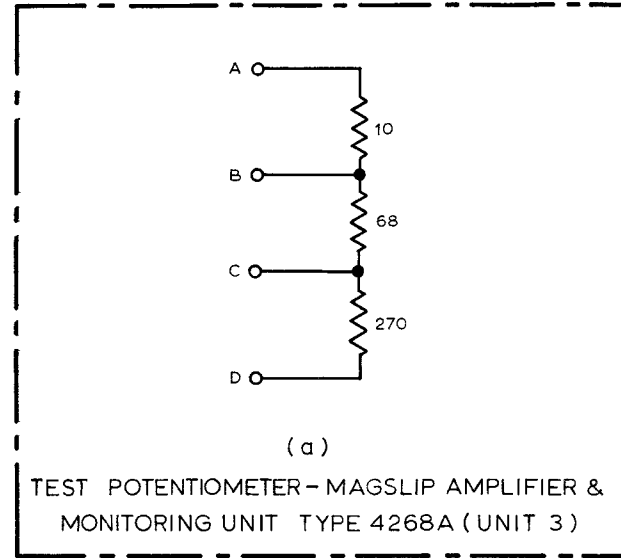 A
10
B
68
C
270
D
(a)
TEST POTENTIOMETER - MAGSLIP AMPLIFIER &
MONITORING UNIT TYPE 4268A (UNIT 3)